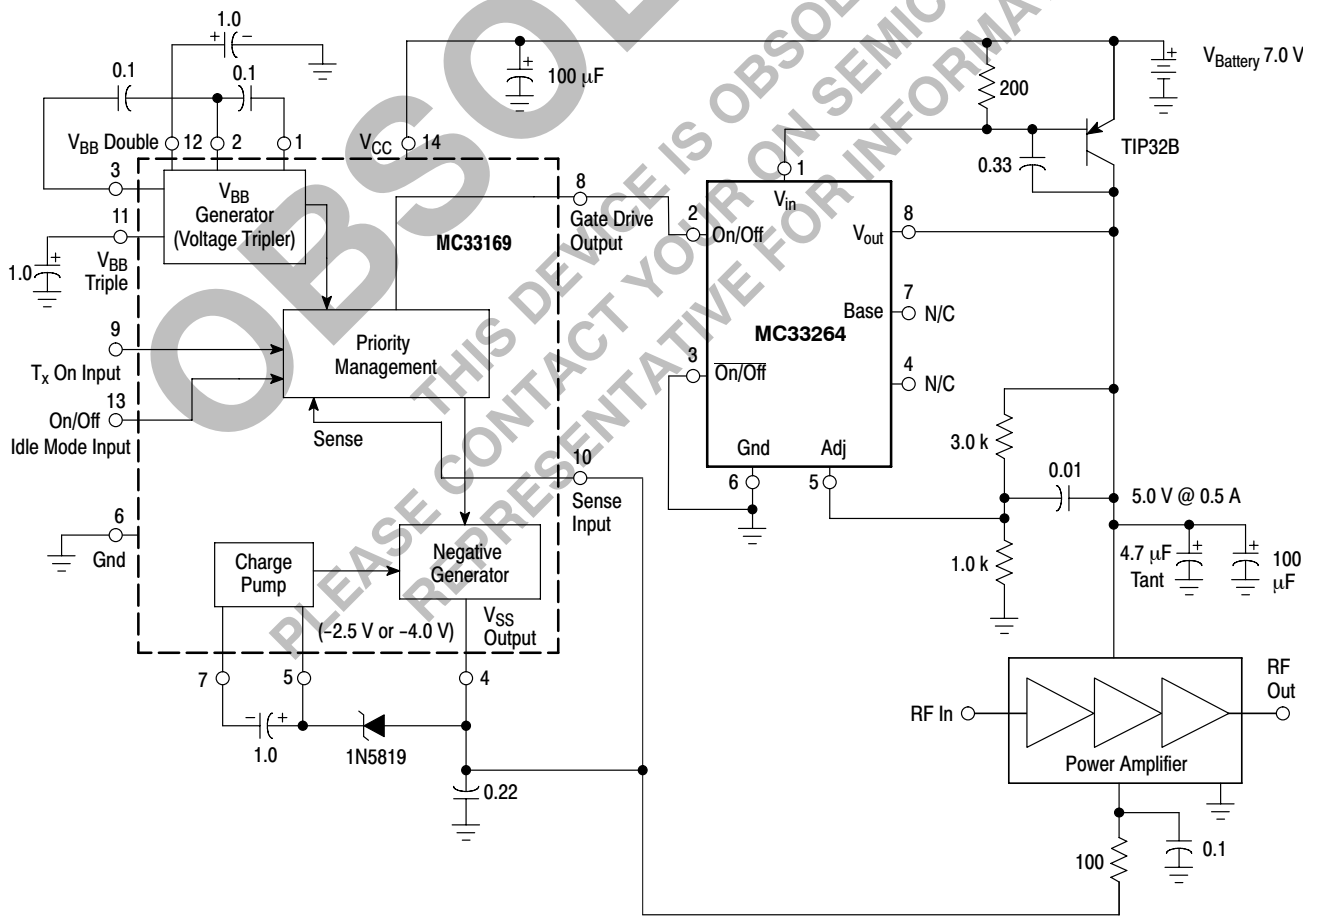 1.0
+ −
0.1
0.1
V_BB Double
12
2
1
V_CC
14
+
100 μF
200
+
V_Battery 7.0 V
TIP32B
0.33
3
V_BB
Generator
(Voltage Tripler)
11
V_BB
Triple
+
1.0
MC33169
8
Gate Drive
Output
1
V_in
2
On/Off
8
V_out
7
Base
N/C
MC33264
3
On/Off
4
N/C
Gnd
Adj
6
5
Priority
Management
9
T_x On Input
13
On/Off
Idle Mode Input
Sense
10
Sense
Input
3.0 k
0.01
5.0 V @ 0.5 A
1.0 k
4.7 μF
Tant
+
+
100
μF
6
Gnd
Charge
Pump
Negative
Generator
(−2.5 V or −4.0 V)
V_SS
Output
7
5
4
− +
1.0
1N5819
0.22
RF In
RF
Out
Power Amplifier
100
0.1
OBSOL
THIS DEVICE IS OBSOL
PLEASE CONTACT YOUR ON SEMIC
REPRESENTATIVE FOR INFORMA